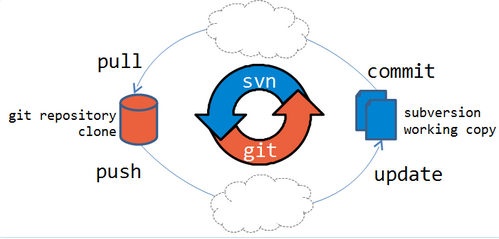 pull
commit
svn
git repository
clone
subversion
working copy
git
push
update